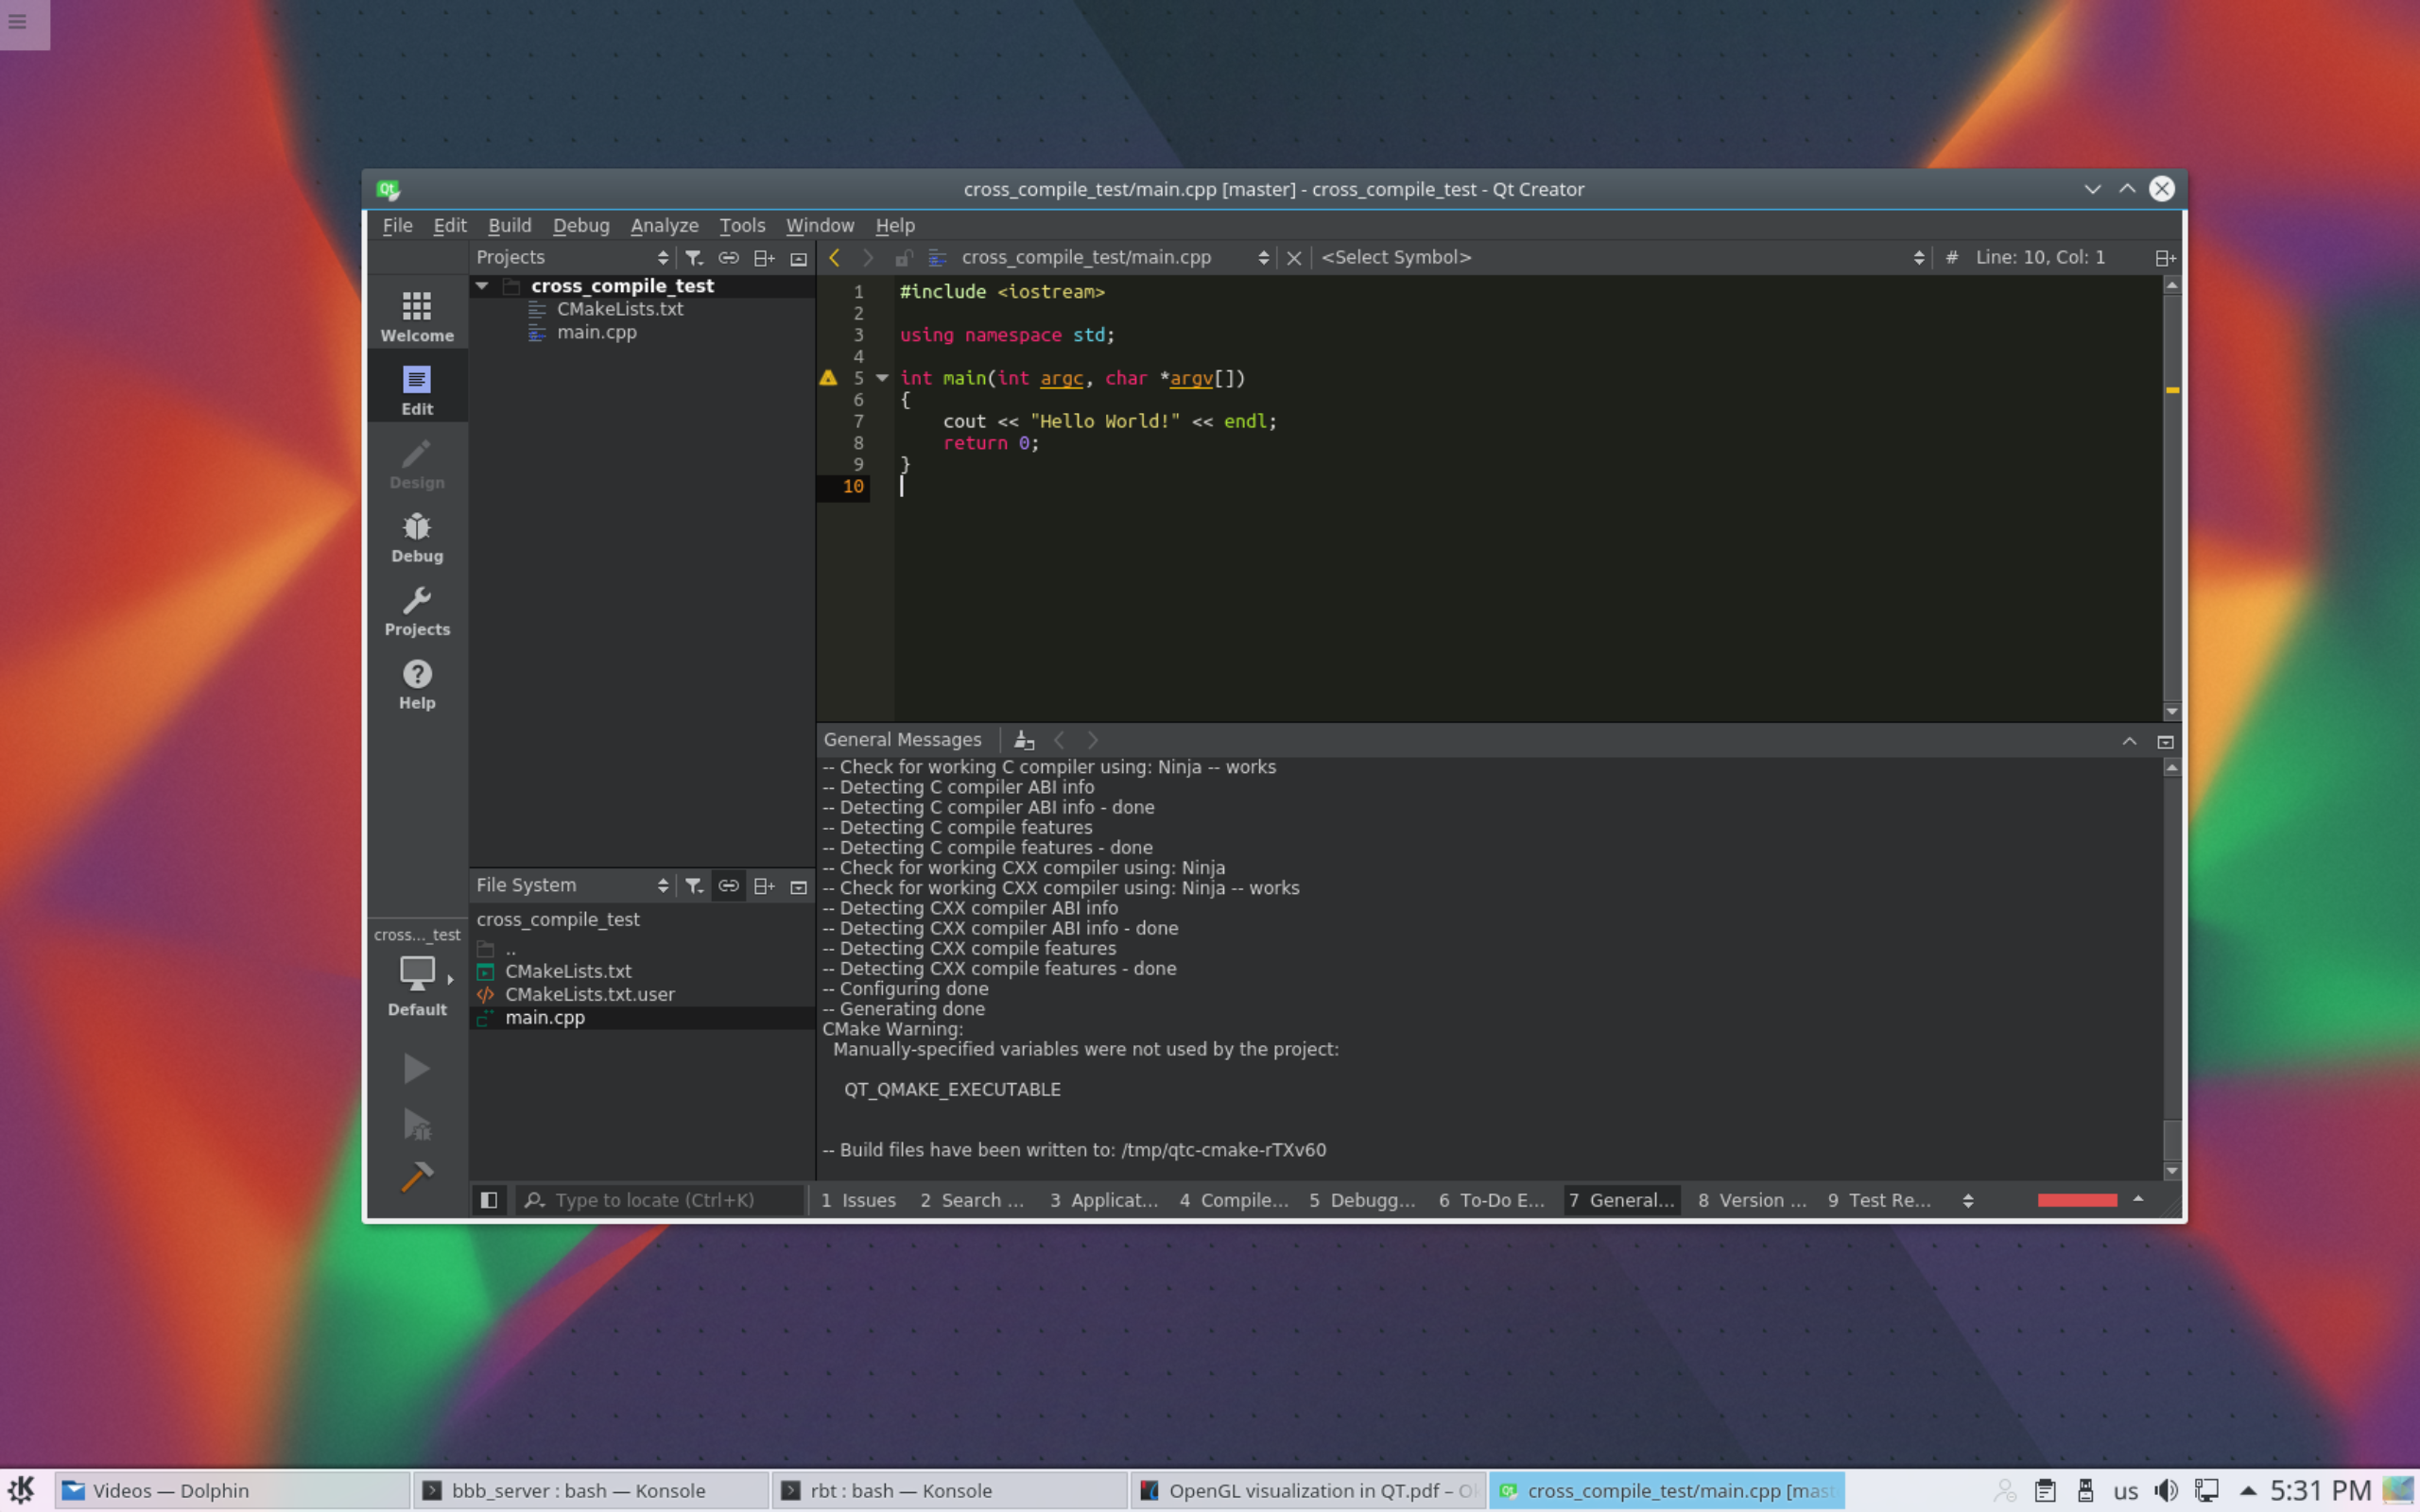 cross_compile_test/main.cpp [master] - cross_compile_test - Qt Creator
File Edit Build Debug Analyze Tools Window Help
Projects
cross_compile_test/main.cpp
<Select Symbol>
# Line: 10, Col: 1
Welcome
Edit
Design
Debug
Projects
Help
cross_compile_test
CMakeLists.txt
main.cpp
1 #include <iostream>
2
3 using namespace std;
4
5 int main(int argc, char *argv[])
6 {
7     cout << "Hello World!" << endl;
8     return 0;
9 }
10
General Messages
-- Check for working C compiler using: Ninja -- works
-- Detecting C compiler ABI info
-- Detecting C compiler ABI info - done
-- Detecting C compile features
-- Detecting C compile features - done
-- Check for working CXX compiler using: Ninja
-- Check for working CXX compiler using: Ninja -- works
-- Detecting CXX compiler ABI info
-- Detecting CXX compiler ABI info - done
-- Detecting CXX compile features
-- Detecting CXX compile features - done
-- Configuring done
-- Generating done
CMake Warning:
Manually-specified variables were not used by the project:
QT_QMAKE_EXECUTABLE
-- Build files have been written to: /tmp/qtc-cmake-rTXv60
File System
cross_compile_test
..
CMakeLists.txt
CMakeLists.txt.user
main.cpp
cross..._test
Default
Type to locate (Ctrl+K)
1 Issues 2 Search ... 3 Applicat... 4 Compile... 5 Debugg... 6 To-Do E... 7 General... 8 Version ... 9 Test Re...
Videos — Dolphin
bbb_server : bash — Konsole
rbt : bash — Konsole
OpenGL visualization in QT.pdf –
cross_compile_test/main.cpp [mast
us
5:31 PM